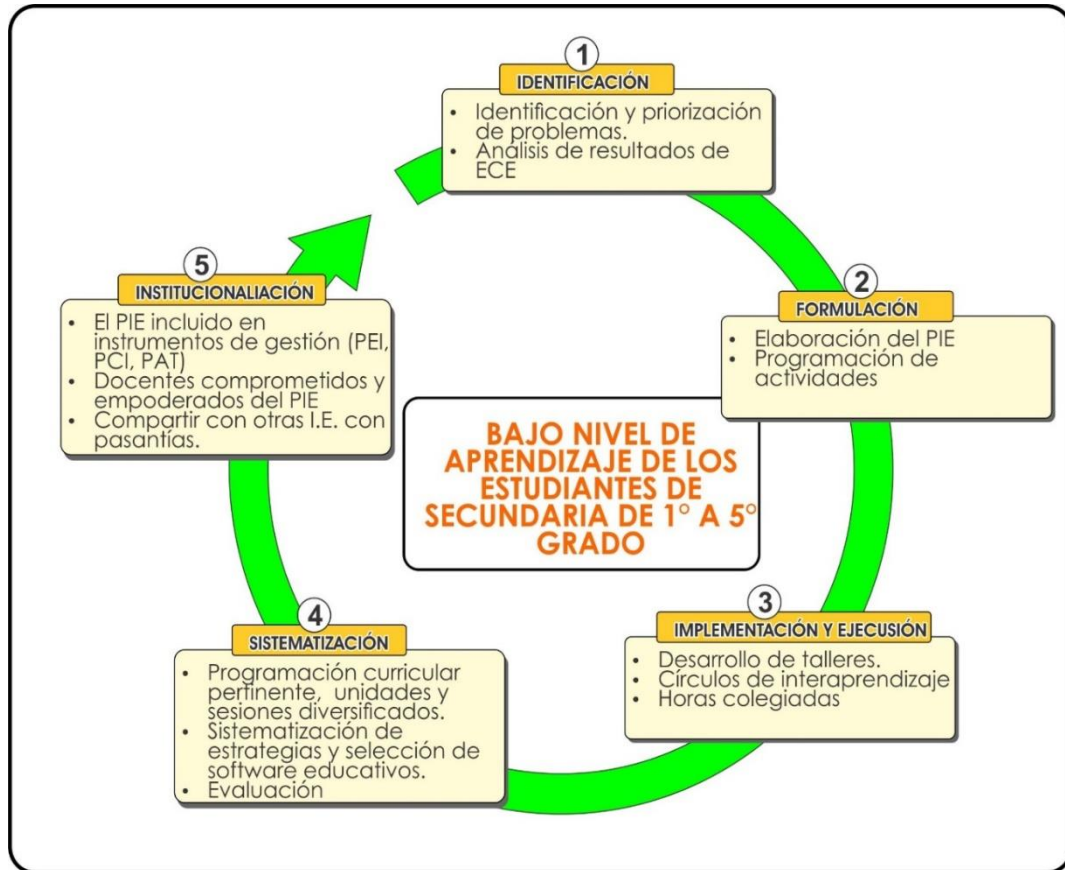 1
IDENTIFICACIÓN
• Identificación y priorización
de problemas.
• Análisis de resultados de
ECE
2
FORMULACIÓN
• Elaboración del PIE
• Programación de
actividades
3
IMPLEMENTACIÓN Y EJECUSIÓN
• Desarrollo de talleres.
• Círculos de interaprendizaje
• Horas colegiadas
4
SISTEMATIZACIÓN
• Programación curricular
pertinente, unidades y
sesiones diversificados.
• Sistematización de
estrategias y selección de
software educativos.
• Evaluación
5
INSTITUCIONALIACIÓN
• El PIE incluido en
instrumentos de gestión (PEI,
PCI, PAT)
• Docentes comprometidos y
empoderados del PIE
• Compartir con otras I.E. con
pasantías.
BAJO NIVEL DE
APRENDIZAJE DE LOS
ESTUDIANTES DE
SECUNDARIA DE 1° A 5°
GRADO